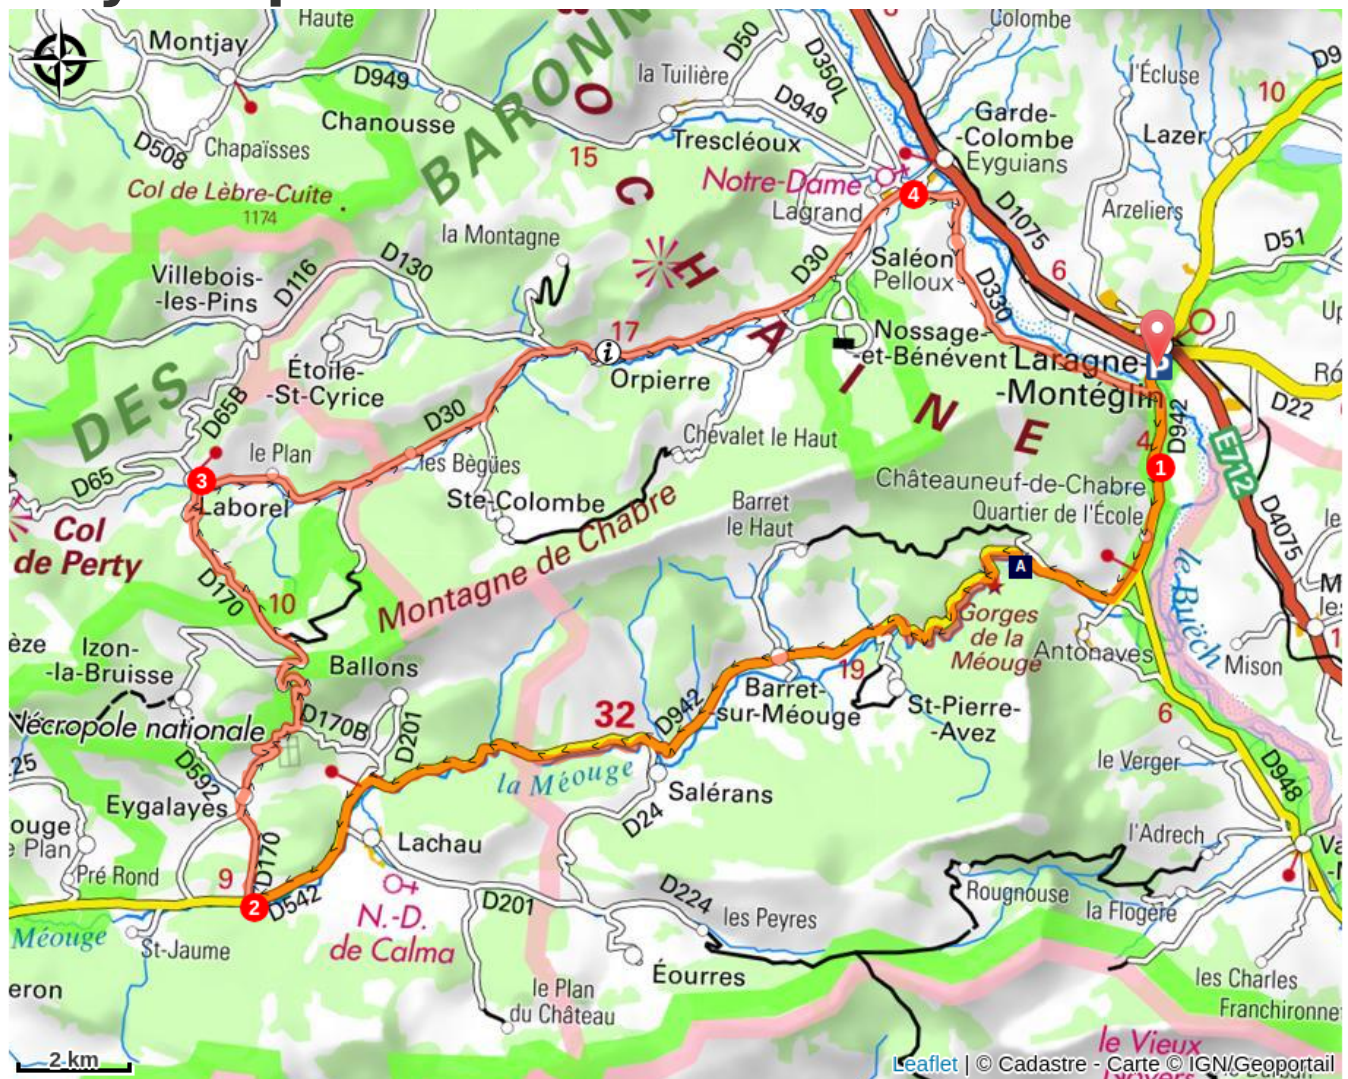 Montjay
Haute
D949
Chanousse
D508
Chapaïsses
Col de Lèbre-Cuite
1174
BARONN
15
O
C
H
A
I
N
E
la Tuilière
D50
D350L
D949
Trescléoux
Colombe
Garde-
-Colombe
Eyguians
Notre-Dame
4
Lagrand
l'Écluse
10
D9
Lazer
Arzeliers
D51
D1075
6
Saléon
Pelloux
D330
D30
la Montagne
Villebois-
-les-Pins
D116
D130
17
i
Orpierre
Étoile-
-St-Cyrice
DES
D65B
D30
Nossage-
-et-Bénévent
Laragne-
-Montéglin
P
D942
4
D22
E712
D4075
Chevalet le Haut
le Plan
les Bègües
D65
3
Laborel
Ste-Colombe
Col
de Perty
Montagne de Chabre
Barret
le Haut
Châteauneuf-de-Chabre
Quartier de l'École
1
A
Gorges
de la
Méouge
Antonaves
le Buëch
Mison
D170
10
Izon-
-la-Bruisse
Ballons
Nécropole nationale
D170B
D201
D592
Eygalayes
32
D942
19
Barret-
-sur-Méouge
St-Pierre-
-Avez
6
le Verger
D948
la Méouge
Salérans
D24
Lachau
l'Adrech
Pré Rond
9
D170
2
D542
N.-D.
de Calma
D201
D224
les Peyres
Rougnouse
la Flogère
Méouge
St-Jaume
Éourres
le Plan
du Château
les Charles
le Vieux
2 km
Leaflet | © Cadastre - Carte © IGN/Geoportail